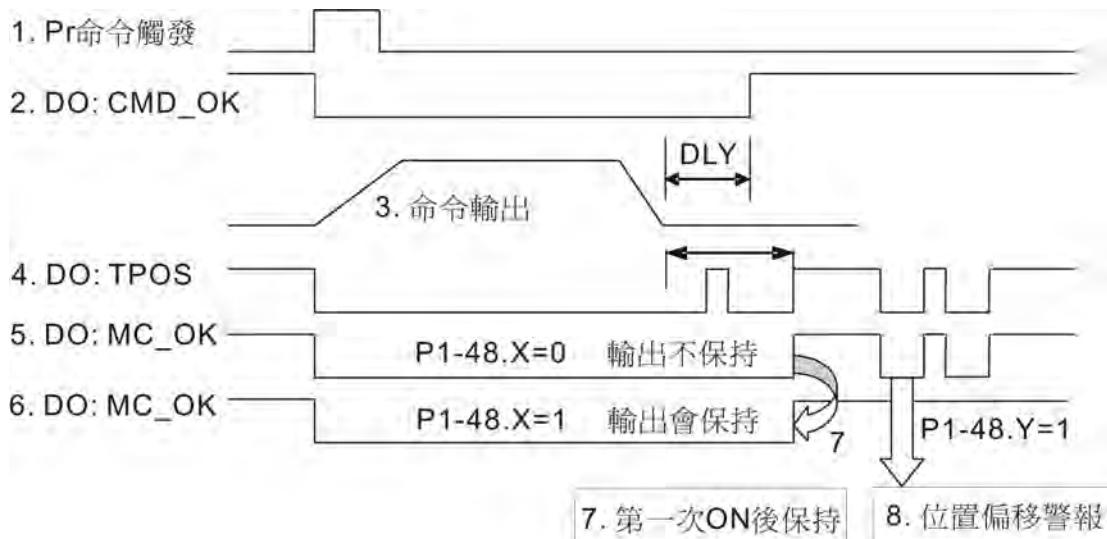 1. Pr命令觸發
2. DO: CMD_OK
DLY
3. 命令輸出
4. DO: TPOS
5. DO: MC_OK
P1-48.X=0 輸出不保持
6. DO: MC_OK
P1-48.X=1 輸出會保持
7
P1-48.Y=1
7. 第一次ON後保持
8. 位置偏移警報